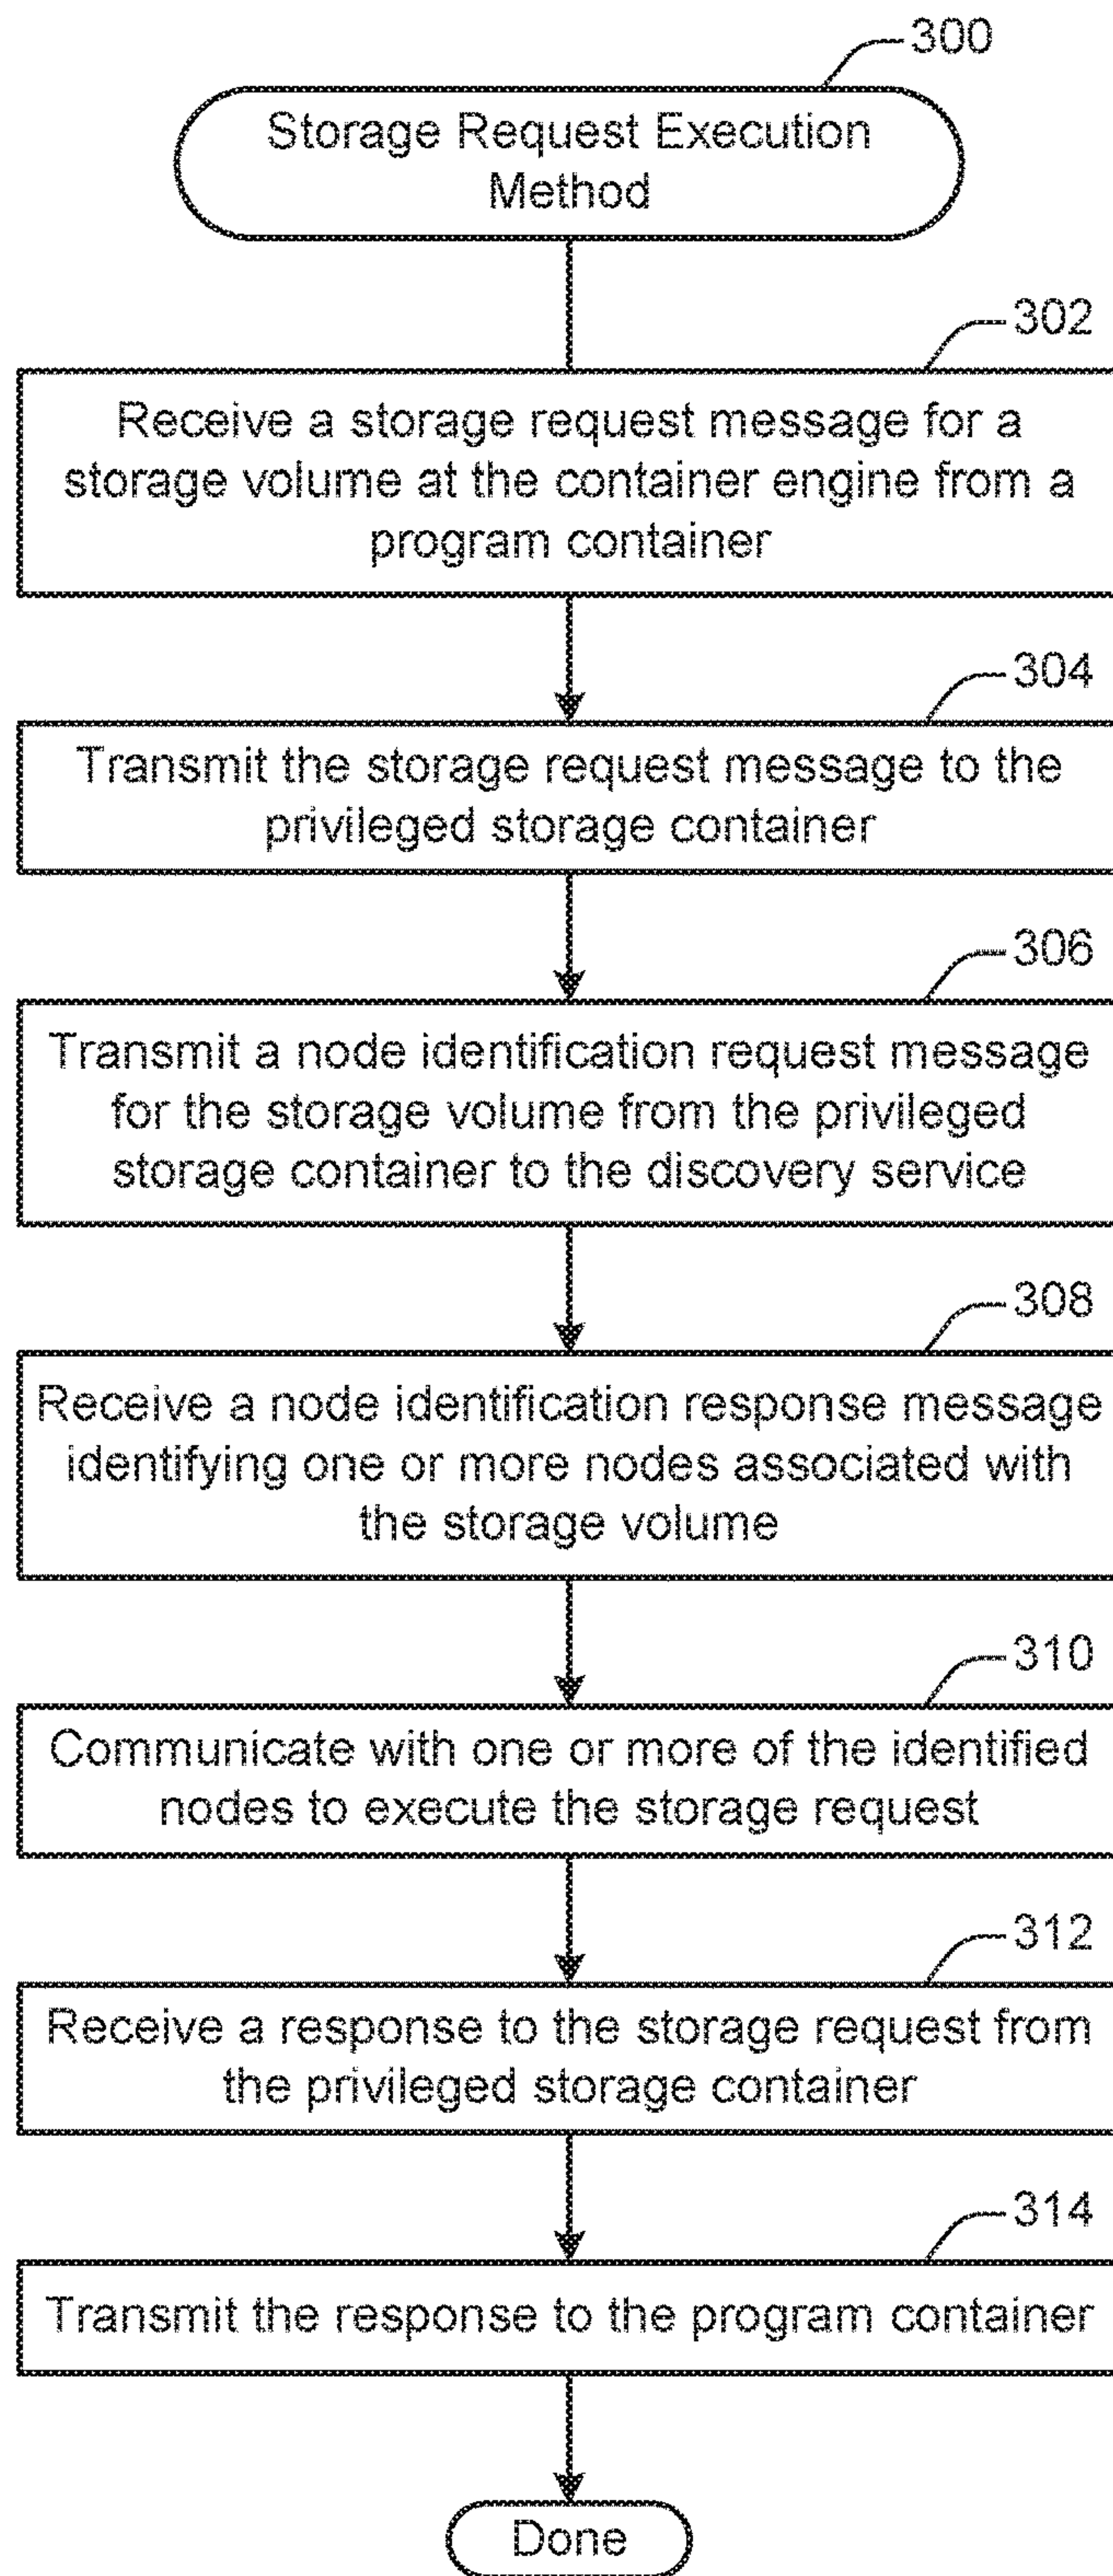 300
Storage Request Execution
Method
302
Receive a storage request message for a
storage volume at the container engine from a
program container
304
Transmit the storage request message to the
privileged storage container
306
Transmit a node identification request message
for the storage volume from the privileged
storage container to the discovery service
308
Receive a node identification response message
identifying one or more nodes associated with
the storage volume
310
Communicate with one or more of the identified
nodes to execute the storage request
312
Receive a response to the storage request from
the privileged storage container
314
Transmit the response to the program container
Done